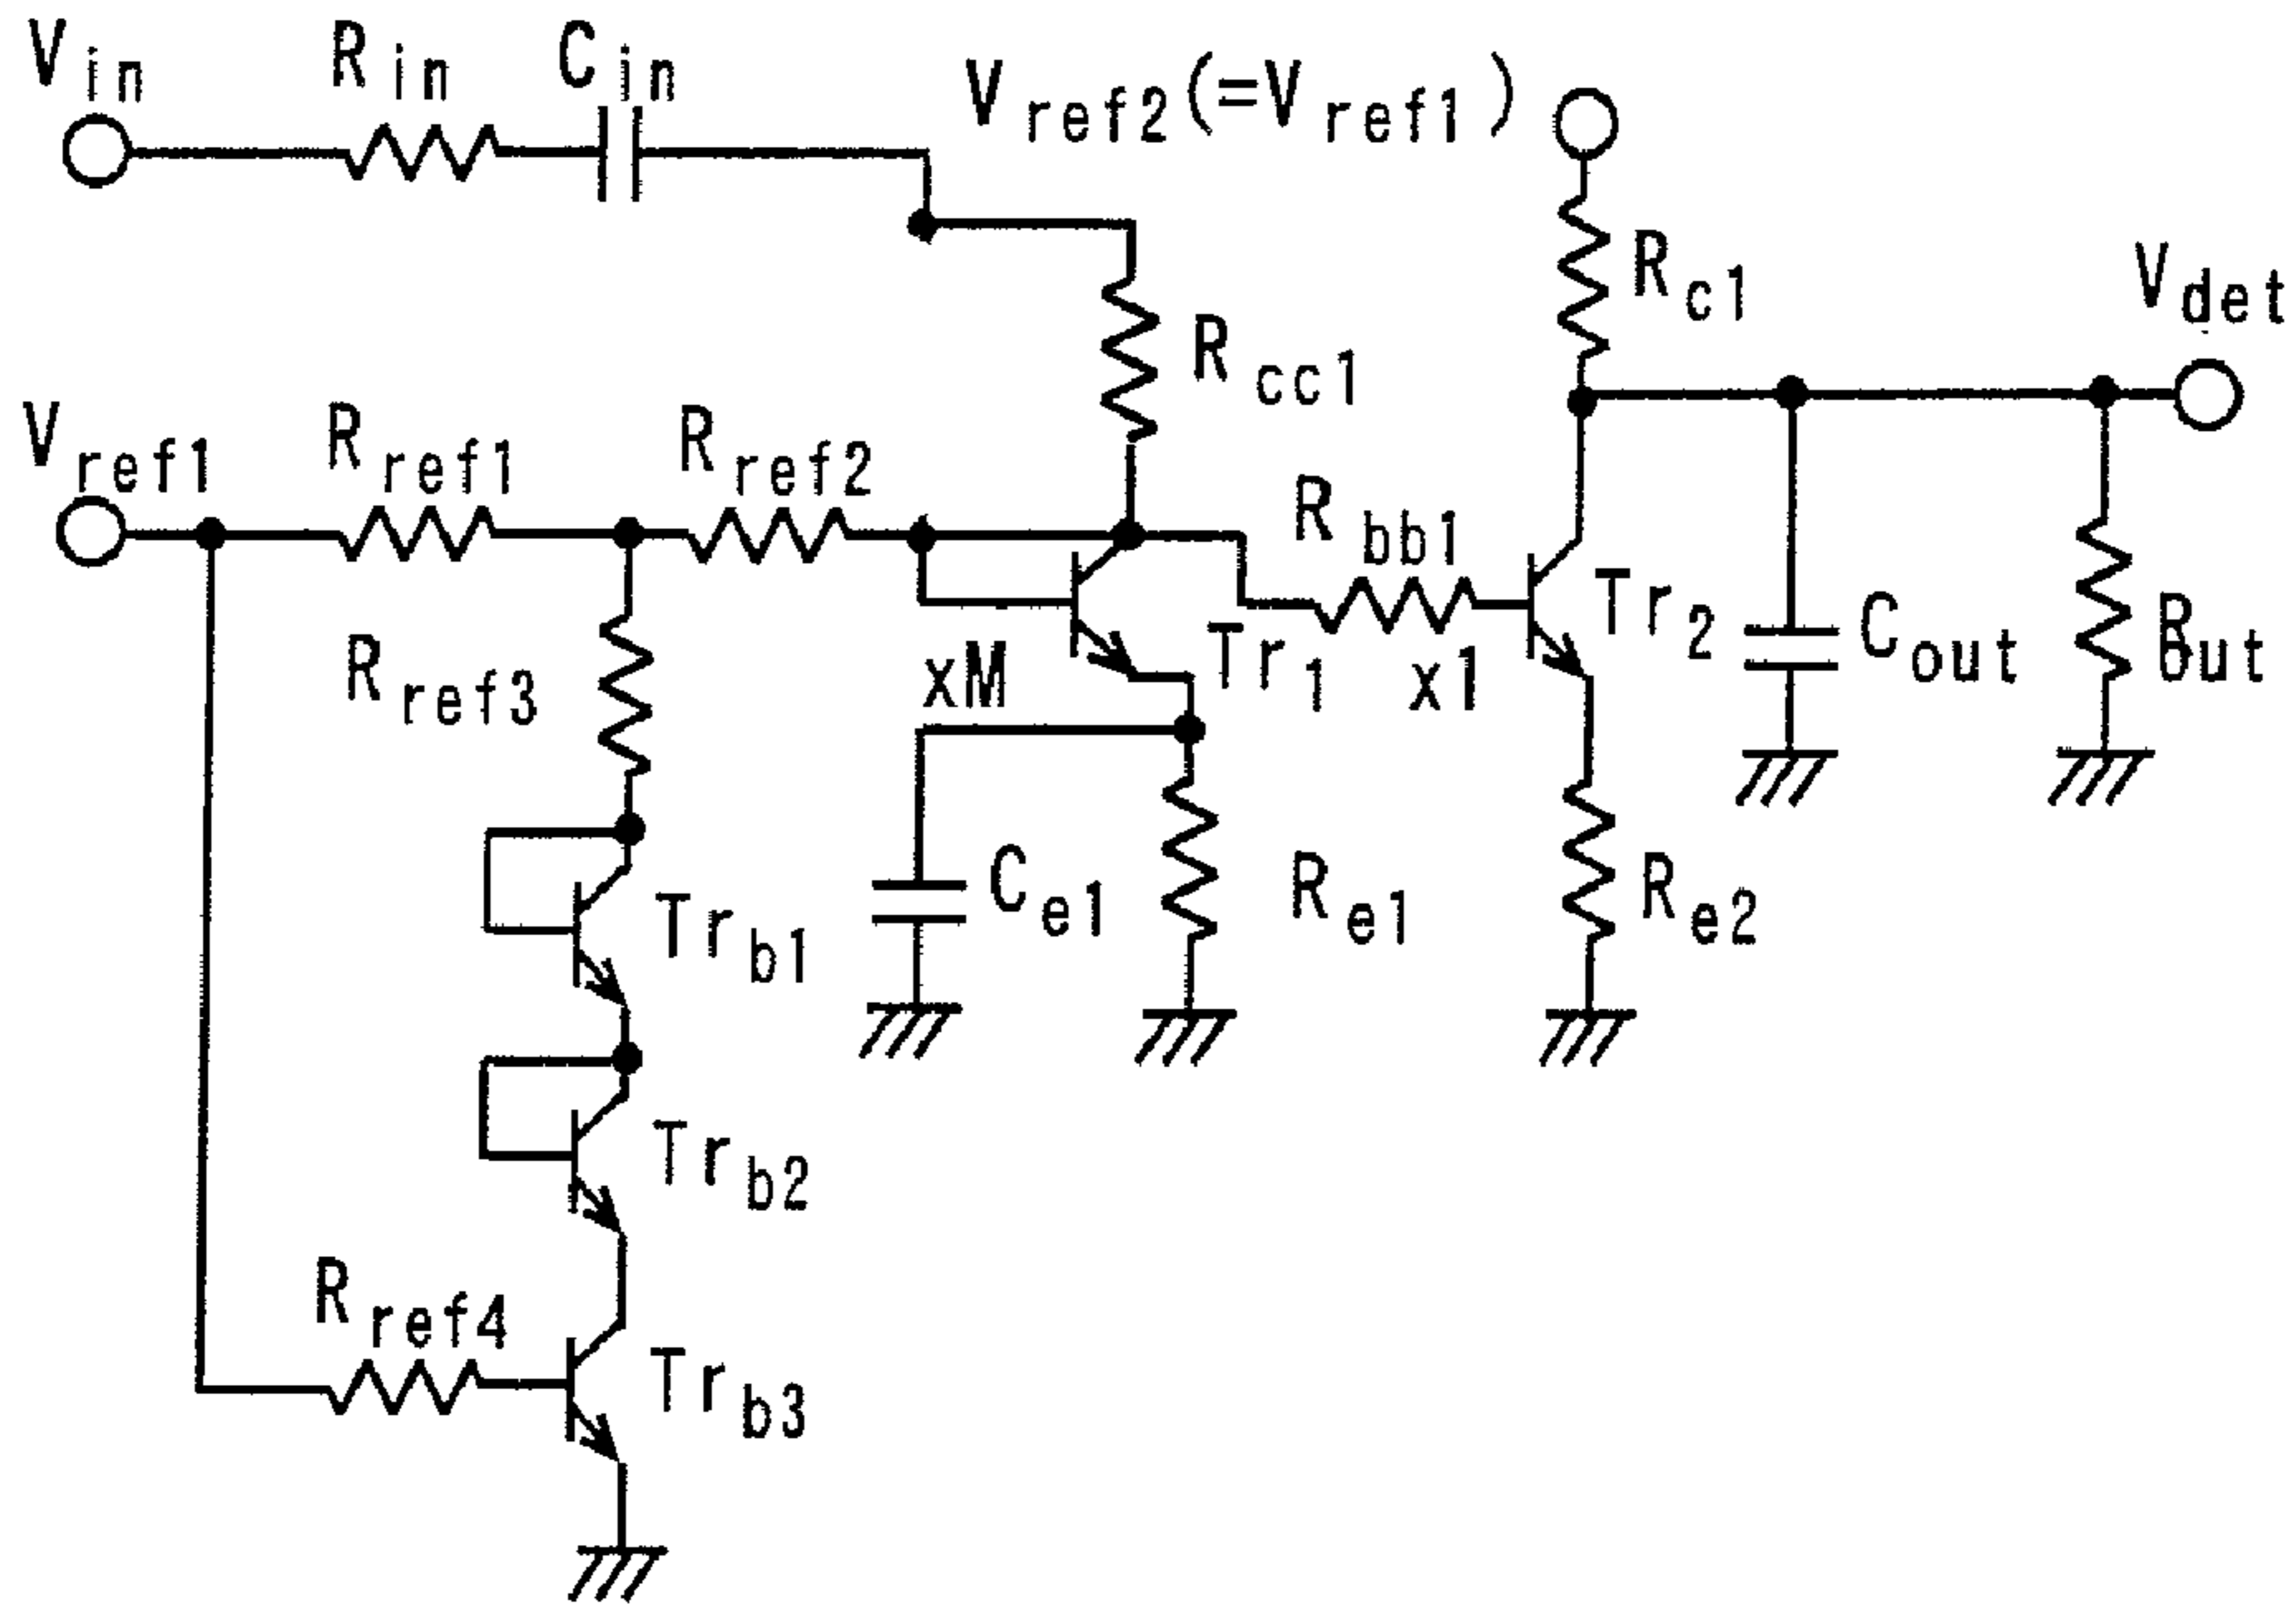 Vin
Rin
Cin
Vref2(=Vref1)
Rc1
Vdet
Rcc1
Vref1
Rref1
Rref2
Rbb1
Tr2
Cout
Rref3
xM
Tr1
x1
Ce1
Re1
Re2
Trb1
Trb2
Rref4
Trb3